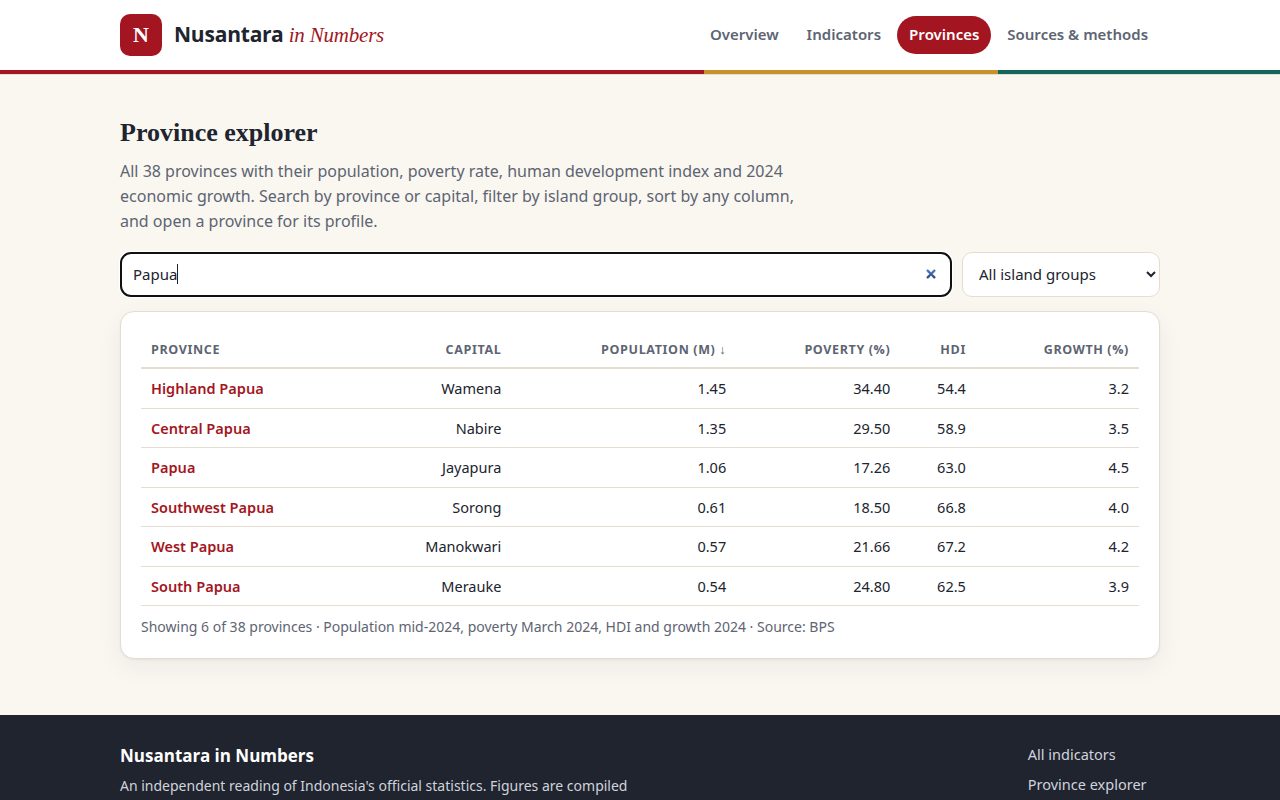 N Nusantara in Numbers Overview Indicators Provinces Sources & methods
Province explorer
All 38 provinces with their population, poverty rate, human development index and 2024
economic growth. Search by province or capital, filter by island group, sort by any column,
and open a province for its profile.
Papua × All island groups
PROVINCE CAPITAL POPULATION (M) ↓ POVERTY (%) HDI GROWTH (%)
Highland Papua Wamena 1.45 34.40 54.4 3.2
Central Papua Nabire 1.35 29.50 58.9 3.5
Papua Jayapura 1.06 17.26 63.0 4.5
Southwest Papua Sorong 0.61 18.50 66.8 4.0
West Papua Manokwari 0.57 21.66 67.2 4.2
South Papua Merauke 0.54 24.80 62.5 3.9
Showing 6 of 38 provinces · Population mid-2024, poverty March 2024, HDI and growth 2024 · Source: BPS
Nusantara in Numbers
An independent reading of Indonesia's official statistics. Figures are compiled
All indicators
Province explorer